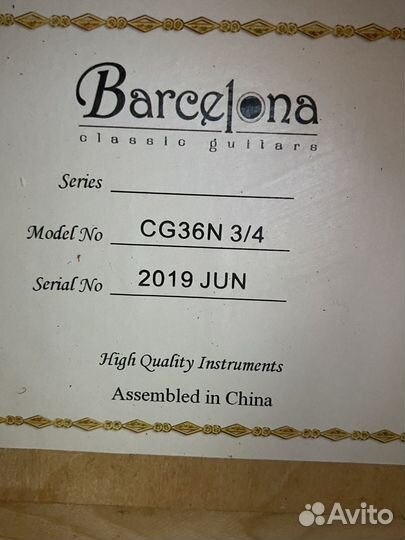 Barcelona
classic guitars
Series
Model No CG36N 3/4
Serial No 2019 JUN
High Quality Instruments
Assembled in China
Avito